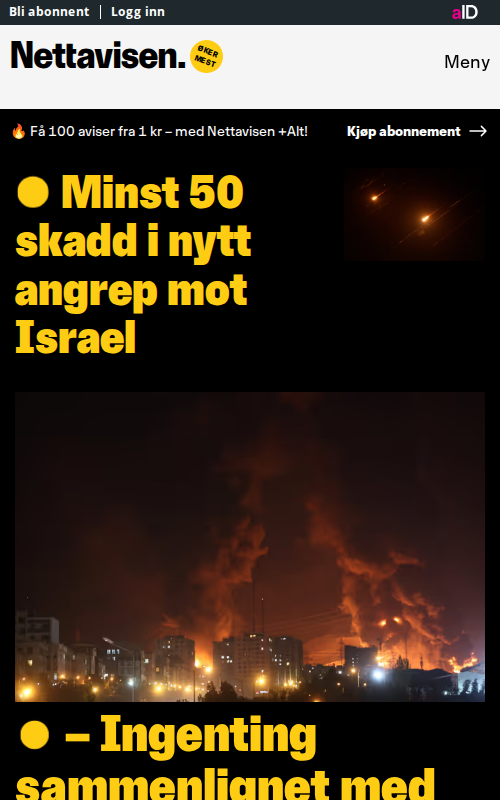 Bli abonnent | Logg inn
aID
Nettavisen.
ØKER
MEST
Meny
🔥 Få 100 aviser fra 1 kr – med Nettavisen +Alt!
Kjøp abonnement →
Minst 50
skadd i nytt
angrep mot
Israel
– Ingenting
sammenlignet med